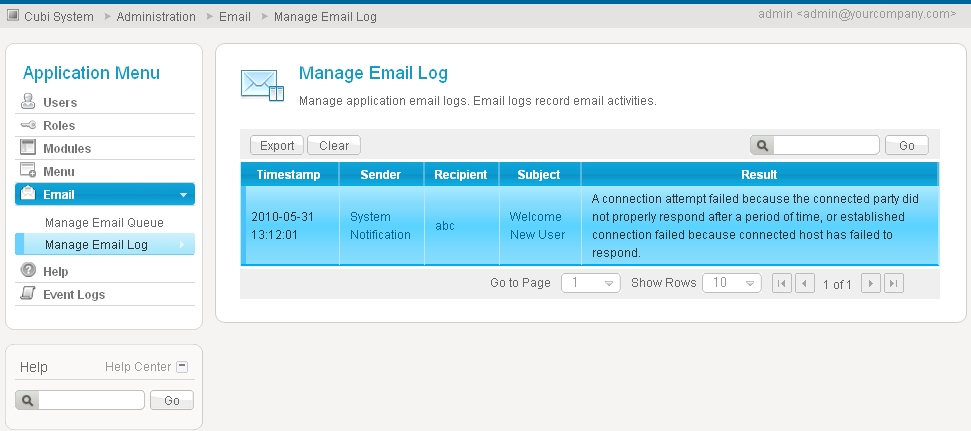 Cubi System Administration Email Manage Email Log
admin <admin@yourcompany.com>
Application Menu
Users
Roles
Modules
Menu
Email
Manage Email Queue
Manage Email Log
Help
Event Logs
Help Help Center
Go
Manage Email Log
Manage application email logs. Email logs record email activities.
Export Clear Go
Timestamp Sender Recipient Subject Result
2010-05-31
13:12:01
System
Notification
abc
Welcome
New User
A connection attempt failed because the connected party did
not properly respond after a period of time, or established
connection failed because connected host has failed to
respond.
Go to Page 1 Show Rows 10 1 of 1